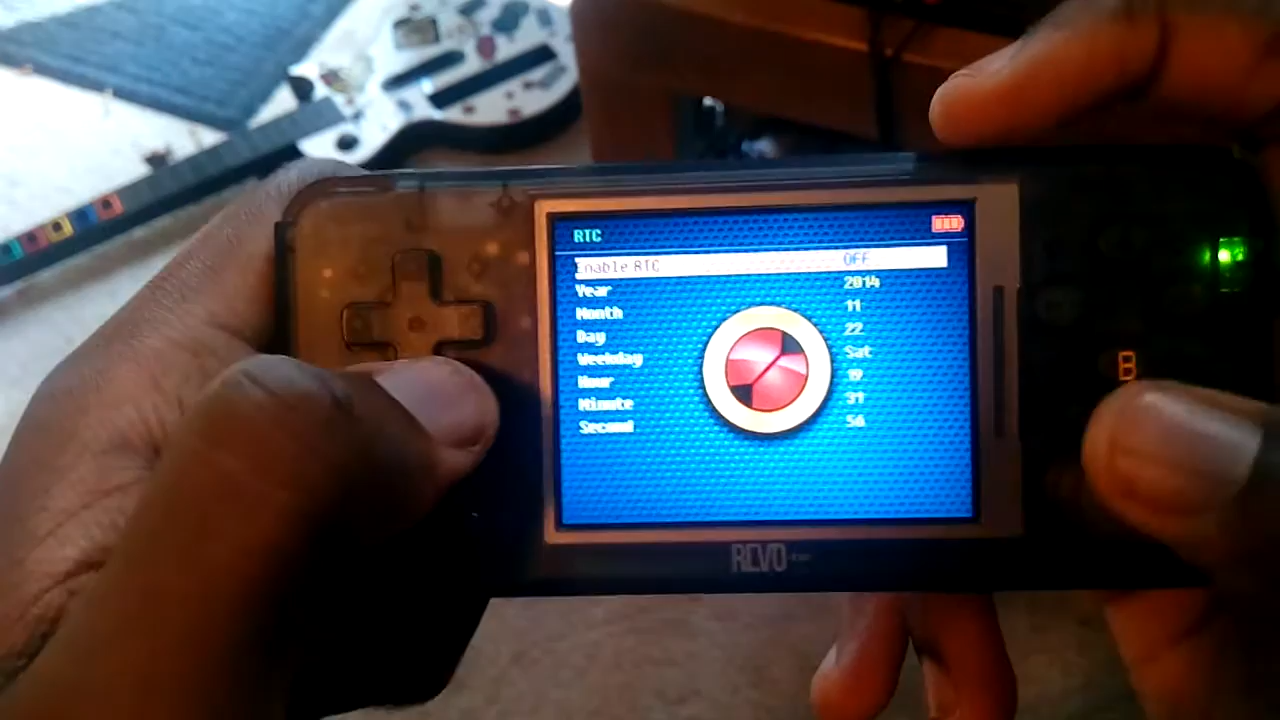 RTC
Enable RTC OFF
Year 2014
Month 11
Day 22
Weekday Sat
Hour 19
Minute 31
Second 56
B
REVO